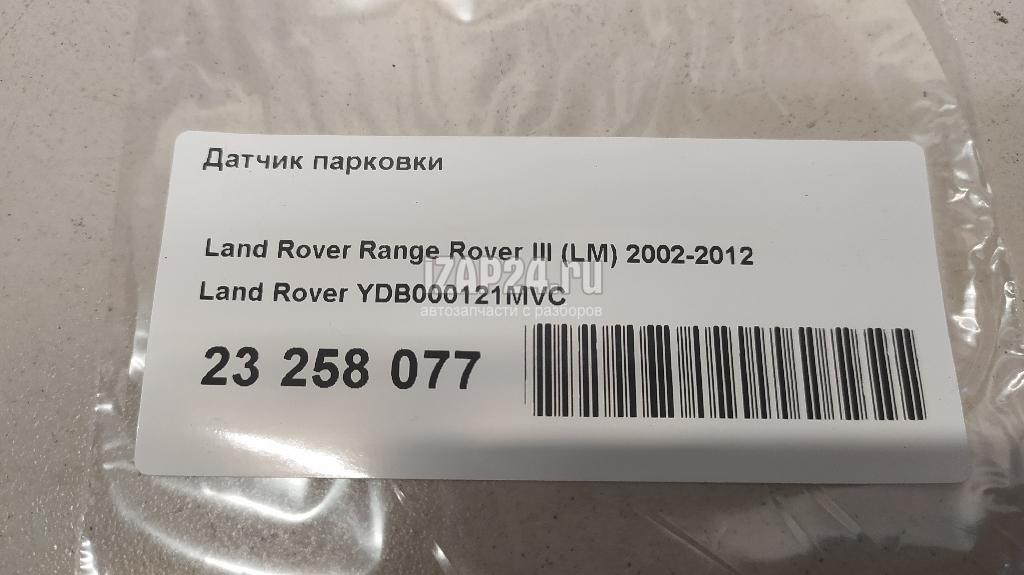 Датчик парковки
Land Rover Range Rover III (LM) 2002-2012
iZAP24.ru
Land Rover YDB000121MVC
автозапчасти с разборов
23 258 077